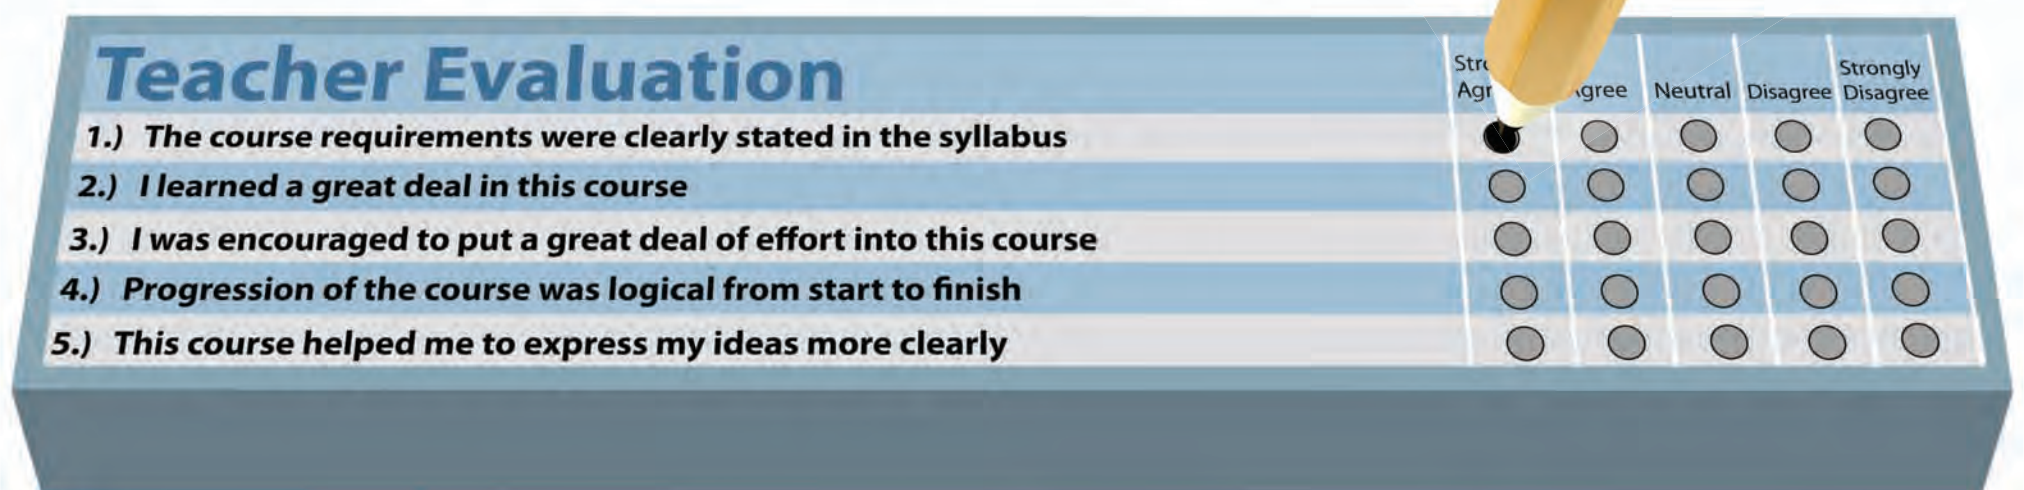 Teacher Evaluation
Neutral Disagree Strongly Disagree
1.) The course requirements were clearly stated in the syllabus
2.) I learned a great deal in this course
3.) I was encouraged to put a great deal of effort into this course
4.) Progression of the course was logical from start to finish
5.) This course helped me to express my ideas more clearly